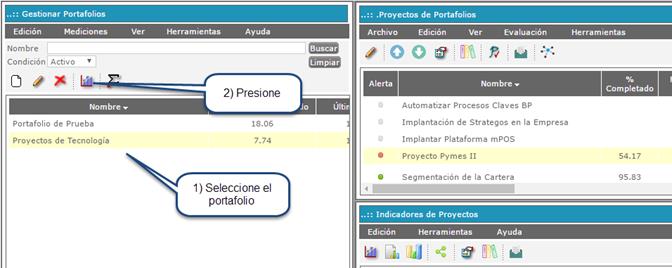 ..:: Gestionar Portafolios
Edición Mediciones Ver Herramientas Ayuda
Nombre Buscar
Condición Activo Limpiar
2) Presione
Nombre Últim
Portafolio de Prueba 18.06 1
Proyectos de Tecnología 7.74 1
1) Seleccione el
portafolio
..:: .Proyectos de Portafolios
Archivo Edición Ver Evaluación Herramientas
Alerta Nombre %
Completado
Automatizar Procesos Claves BP
Implantación de Strategos en la Empresa
Implantar Plataforma mPOS
Proyecto Pymes II 54.17
Segmentación de la Cartera 95.83
..:: Indicadores de Proyectos
Edición Herramientas Ayuda